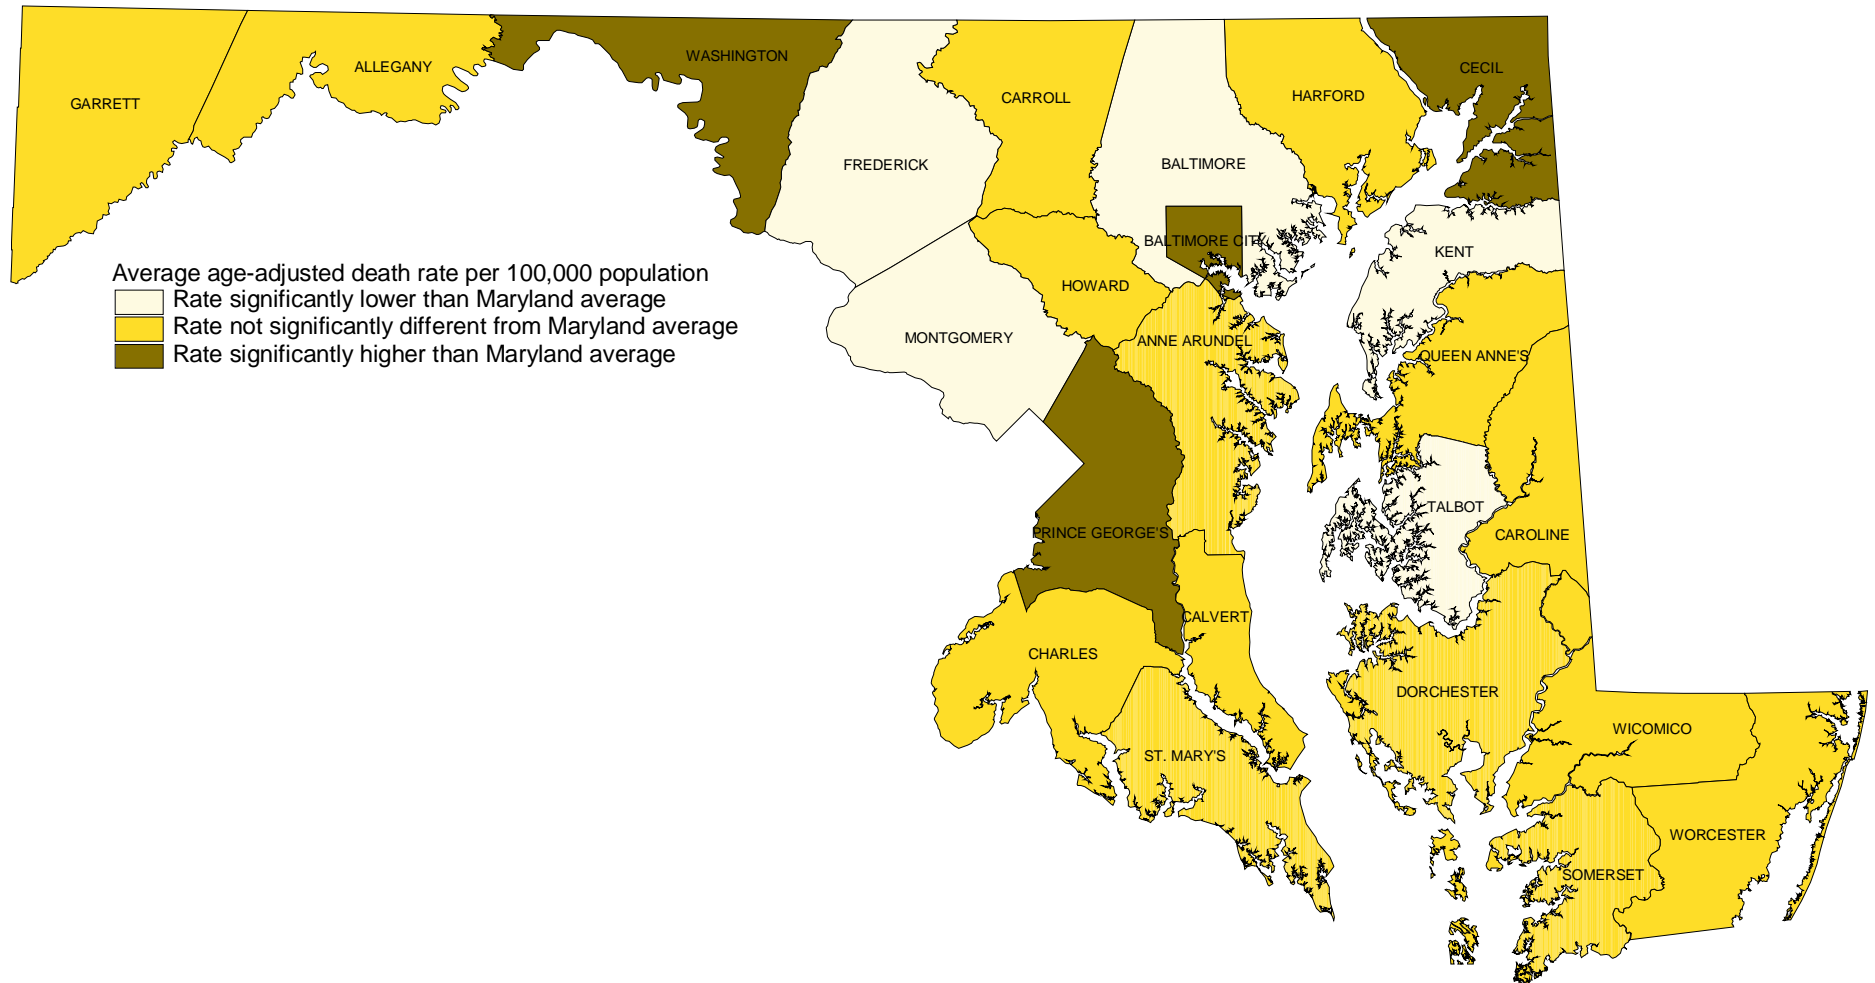 WASHINGTON
ALLEGANY
CECIL
GARRETT
CARROLL
HARFORD
FREDERICK
BALTIMORE
BALTIMORE CITY
KENT
Average age-adjusted death rate per 100,000 population
Rate significantly lower than Maryland average
Rate not significantly different from Maryland average
Rate significantly higher than Maryland average
HOWARD
MONTGOMERY
ANNE ARUNDEL
QUEEN ANNE'S
TALBOT
PRINCE GEORGE'S
CAROLINE
CALVERT
CHARLES
DORCHESTER
WICOMICO
ST. MARY'S
WORCESTER
SOMERSET